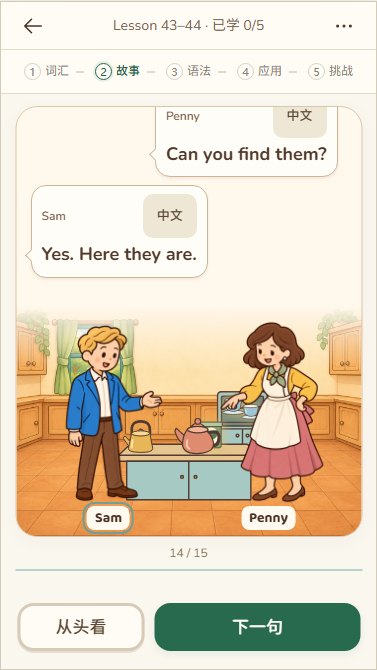 Lesson 43–44 · 已学 0/5
1 词汇 – 2 故事 – 3 语法 – 4 应用 – 5 挑战
Penny 中文
Can you find them?
Sam 中文
Yes. Here they are.
Sam Penny
14 / 15
从头看 下一句